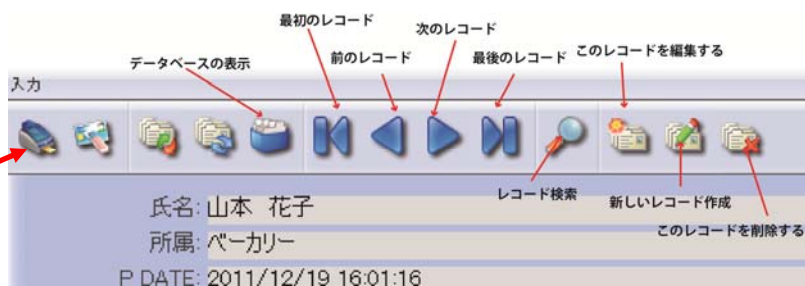 最初のレコード
次のレコード
データベースの表示
前のレコード
最後のレコード
このレコードを編集する
入力
レコード検索
新しいレコード作成
このレコードを削除する
氏名: 山本 花子
所属: ベーカリー
P DATE: 2011/12/19 16:01:16